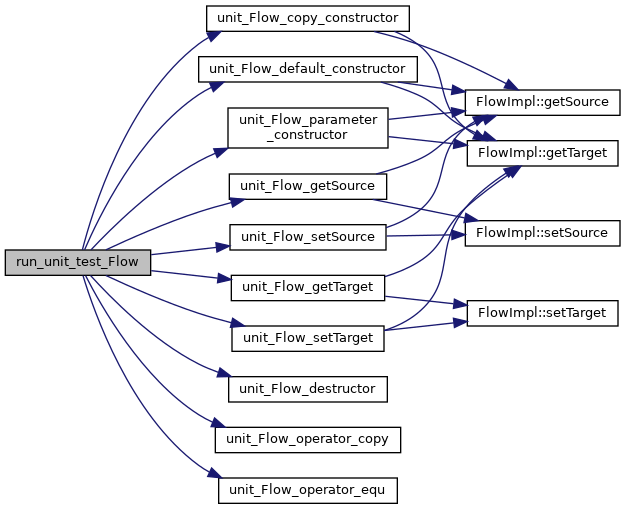 run_unit_test_Flow
unit_Flow_copy_constructor
unit_Flow_default_constructor
unit_Flow_parameter
_constructor
unit_Flow_getSource
unit_Flow_setSource
unit_Flow_getTarget
unit_Flow_setTarget
unit_Flow_destructor
unit_Flow_operator_copy
unit_Flow_operator_equ
FlowImpl::getSource
FlowImpl::getTarget
FlowImpl::setSource
FlowImpl::setTarget